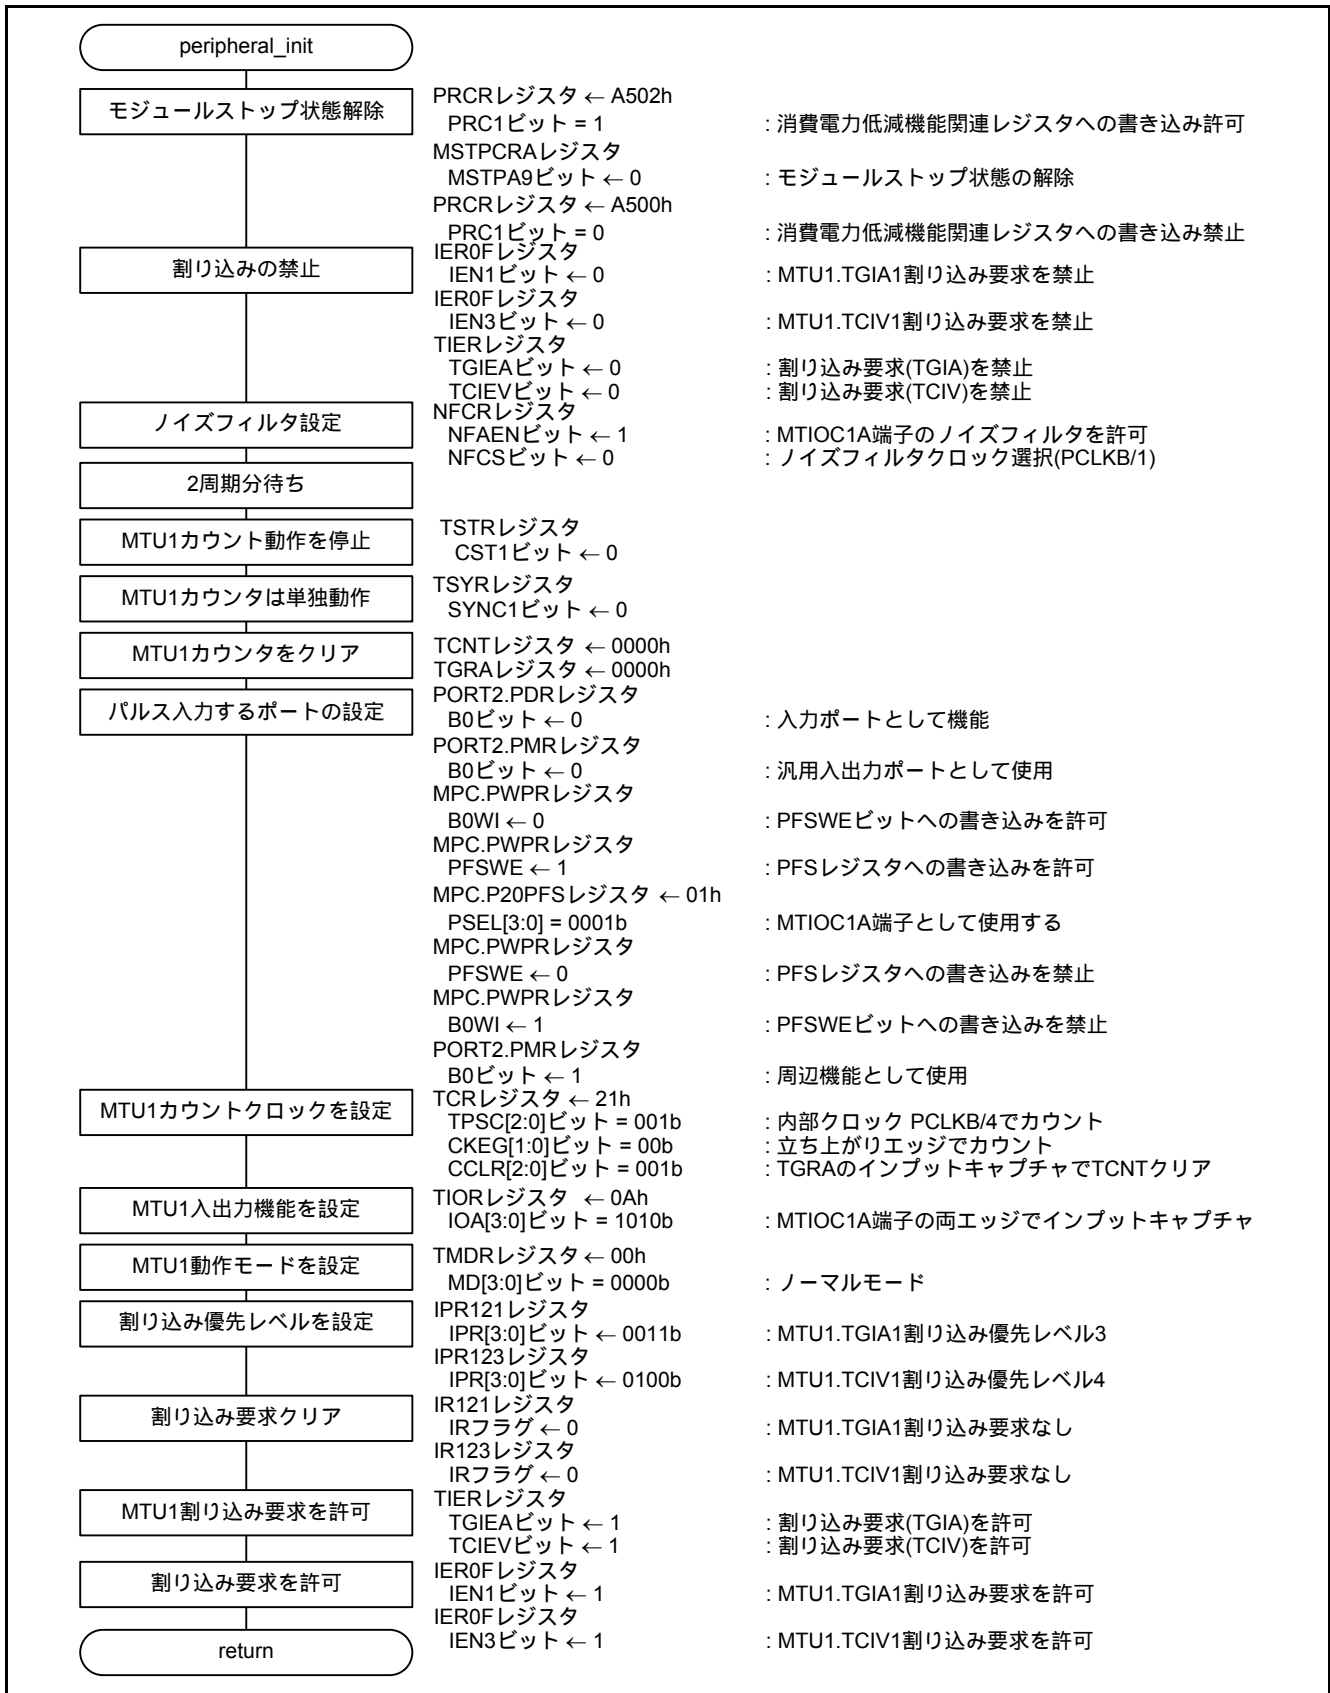 peripheral_init
モジュールストップ状態解除
PRCRレジスタ ← A502h
PRC1ビット = 1 : 消費電力低減機能関連レジスタへの書き込み許可
MSTPCRAレジスタ
MSTPA9ビット ← 0 : モジュールストップ状態の解除
PRCRレジスタ ← A500h
PRC1ビット = 0 : 消費電力低減機能関連レジスタへの書き込み禁止
割り込みの禁止
IER0Fレジスタ
IEN1ビット ← 0 : MTU1.TGIA1割り込み要求を禁止
IER0Fレジスタ
IEN3ビット ← 0 : MTU1.TCIV1割り込み要求を禁止
TIERレジスタ
TGIEAビット ← 0 : 割り込み要求(TGIA)を禁止
TCIEVビット ← 0 : 割り込み要求(TCIV)を禁止
ノイズフィルタ設定
NFCRレジスタ
NFAENビット ← 1 : MTIOC1A端子のノイズフィルタを許可
NFCSビット ← 0 : ノイズフィルタクロック選択(PCLKB/1)
2周期分待ち
MTU1カウント動作を停止
TSTRレジスタ
CST1ビット ← 0
MTU1カウンタは単独動作
TSYRレジスタ
SYNC1ビット ← 0
MTU1カウンタをクリア
TCNTレジスタ ← 0000h
TGRAレジスタ ← 0000h
パルス入力するポートの設定
PORT2.PDRレジスタ
B0ビット ← 0 : 入力ポートとして機能
PORT2.PMRレジスタ
B0ビット ← 0 : 汎用入出力ポートとして使用
MPC.PWPRレジスタ
B0WI ← 0 : PFSWEビットへの書き込みを許可
MPC.PWPRレジスタ
PFSWE ← 1 : PFSレジスタへの書き込みを許可
MPC.P20PFSレジスタ ← 01h
PSEL[3:0] = 0001b : MTIOC1A端子として使用する
MPC.PWPRレジスタ
PFSWE ← 0 : PFSレジスタへの書き込みを禁止
MPC.PWPRレジスタ
B0WI ← 1 : PFSWEビットへの書き込みを禁止
PORT2.PMRレジスタ
B0ビット ← 1 : 周辺機能として使用
MTU1カウントクロックを設定
TCRレジスタ ← 21h
TPSC[2:0]ビット = 001b : 内部クロック PCLKB/4でカウント
CKEG[1:0]ビット = 00b : 立ち上がりエッジでカウント
CCLR[2:0]ビット = 001b : TGRAのインプットキャプチャでTCNTクリア
MTU1入出力機能を設定
TIORレジスタ ← 0Ah
IOA[3:0]ビット = 1010b : MTIOC1A端子の両エッジでインプットキャプチャ
MTU1動作モードを設定
TMDRレジスタ ← 00h
MD[3:0]ビット = 0000b : ノーマルモード
割り込み優先レベルを設定
IPR121レジスタ
IPR[3:0]ビット ← 0011b : MTU1.TGIA1割り込み優先レベル3
IPR123レジスタ
IPR[3:0]ビット ← 0100b : MTU1.TCIV1割り込み優先レベル4
割り込み要求クリア
IR121レジスタ
IRフラグ ← 0 : MTU1.TGIA1割り込み要求なし
IR123レジスタ
IRフラグ ← 0 : MTU1.TCIV1割り込み要求なし
MTU1割り込み要求を許可
TIERレジスタ
TGIEAビット ← 1 : 割り込み要求(TGIA)を許可
TCIEVビット ← 1 : 割り込み要求(TCIV)を許可
割り込み要求を許可
IER0Fレジスタ
IEN1ビット ← 1 : MTU1.TGIA1割り込み要求を許可
IER0Fレジスタ
IEN3ビット ← 1 : MTU1.TCIV1割り込み要求を許可
return